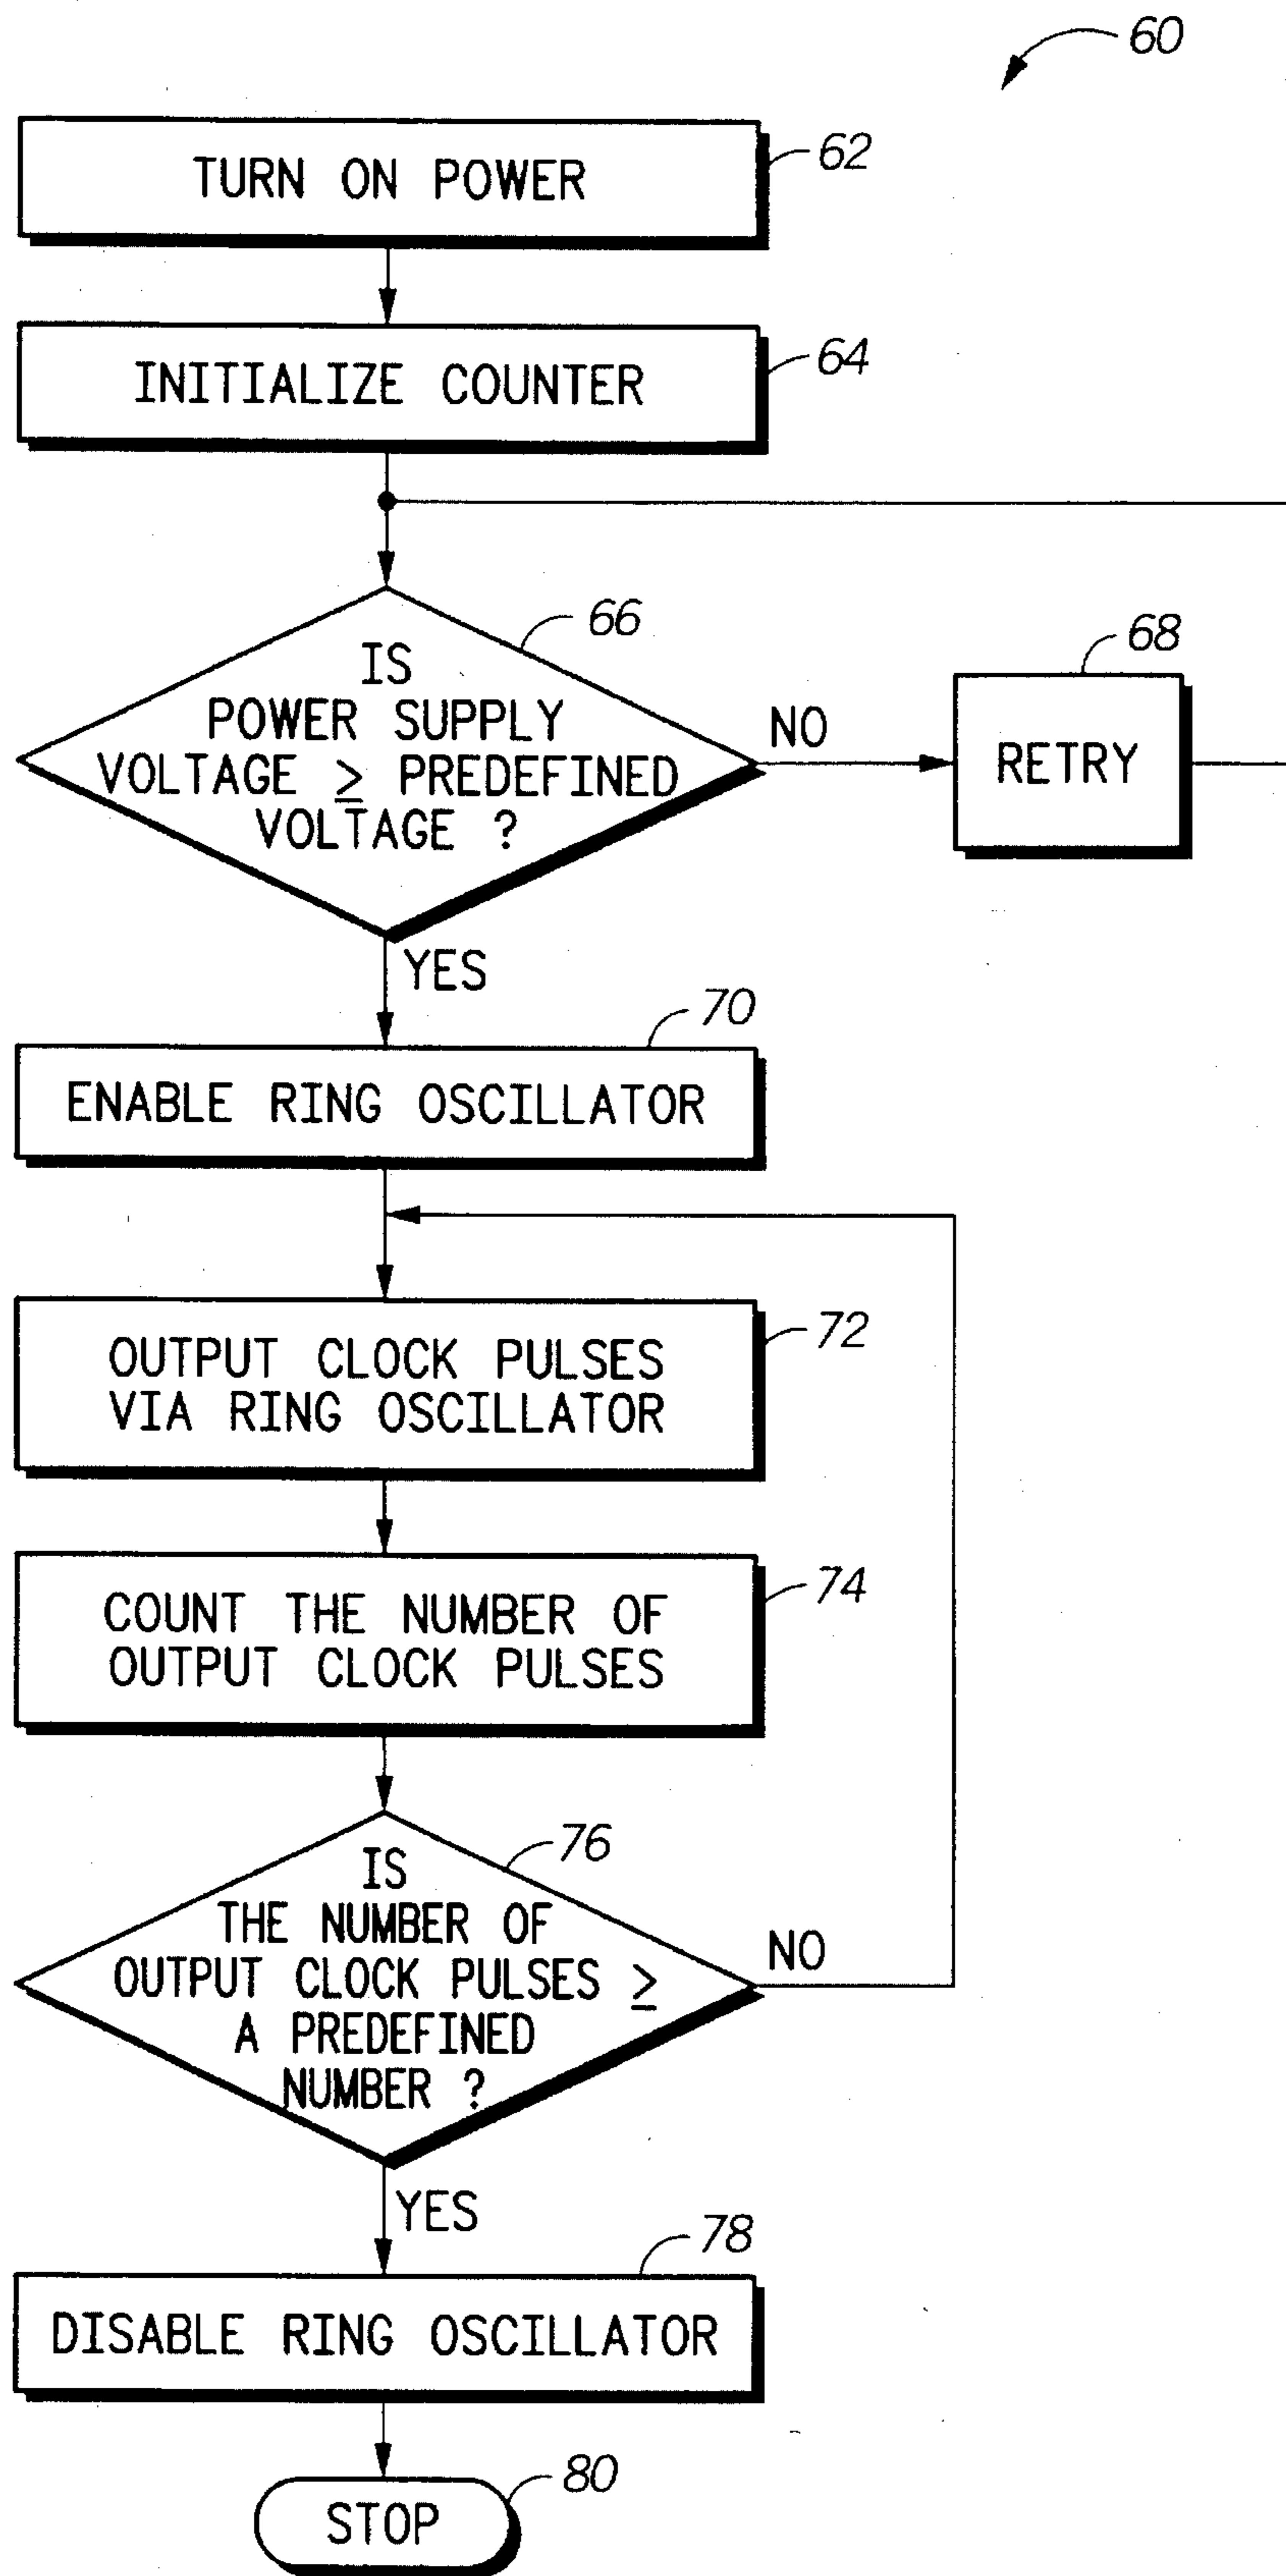 60
TURN ON POWER
62
INITIALIZE COUNTER
64
66
IS
POWER SUPPLY
VOLTAGE ≥ PREDEFINED
VOLTAGE ?
NO
68
RETRY
YES
70
ENABLE RING OSCILLATOR
72
OUTPUT CLOCK PULSES
VIA RING OSCILLATOR
74
COUNT THE NUMBER OF
OUTPUT CLOCK PULSES
76
IS
THE NUMBER OF
OUTPUT CLOCK PULSES ≥
A PREDEFINED
NUMBER ?
NO
YES
78
DISABLE RING OSCILLATOR
80
STOP